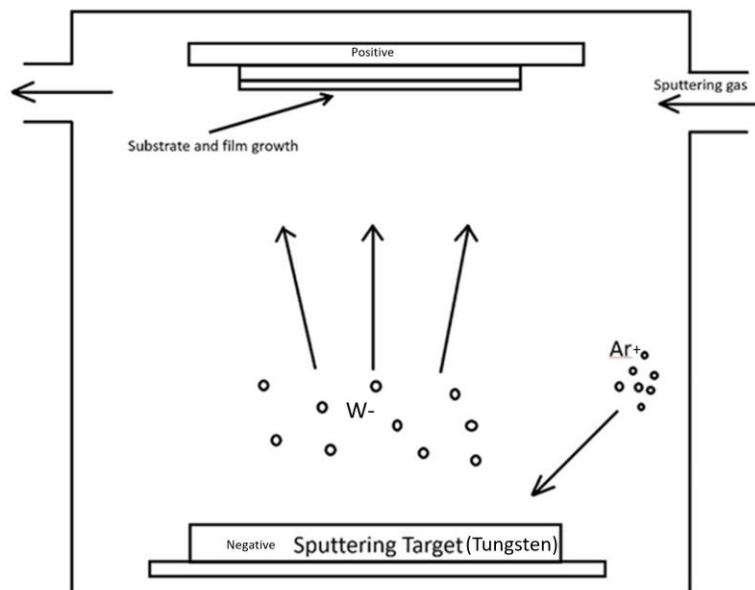 Positive
Sputtering gas
Substrate and film growth
Ar+
W-
Negative Sputtering Target (Tungsten)